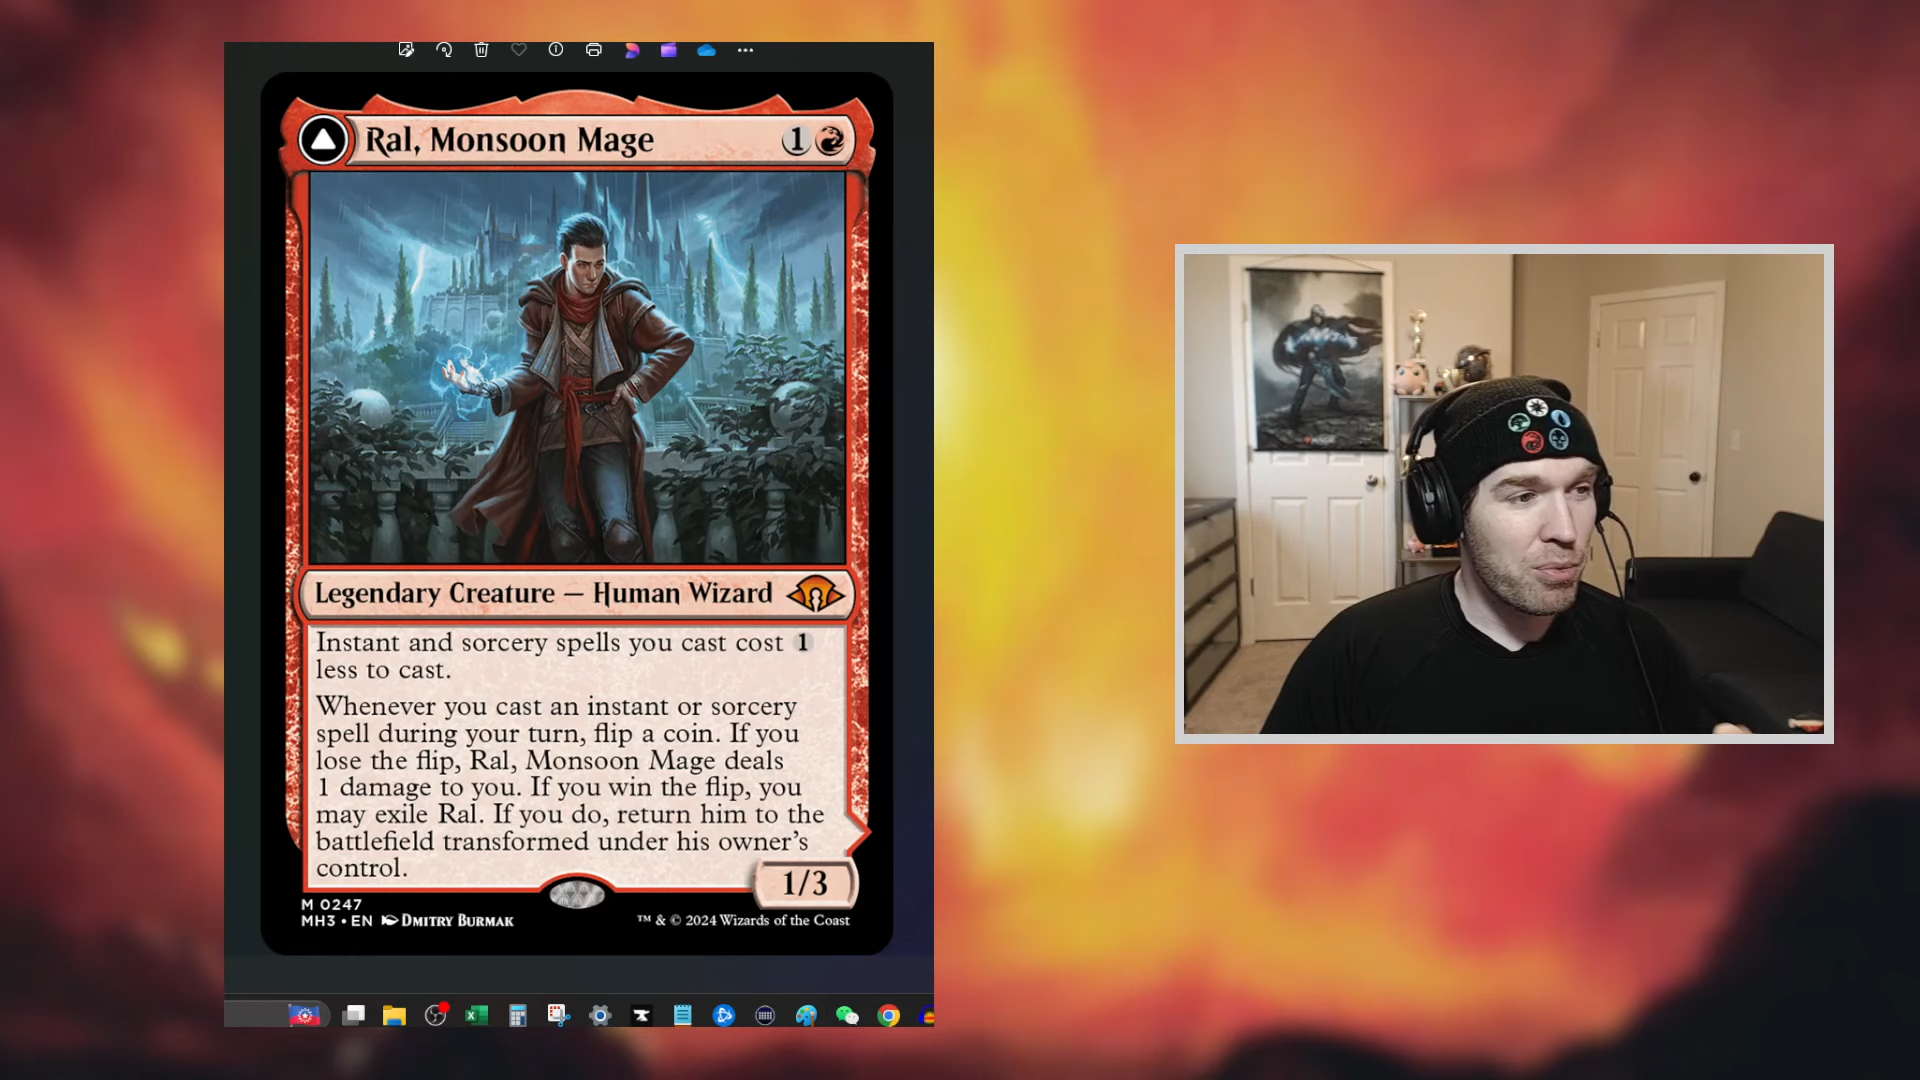 Ral, Monsoon Mage 1
Legendary Creature — Human Wizard
Instant and sorcery spells you cast cost 1
less to cast.
Whenever you cast an instant or sorcery
spell during your turn, flip a coin. If you
lose the flip, Ral, Monsoon Mage deals
1 damage to you. If you win the flip, you
may exile Ral. If you do, return him to the
battlefield transformed under his owner's
control.
1/3
M 0247
MH3 • EN DMITRY BURMAK
™ & © 2024 Wizards of the Coast